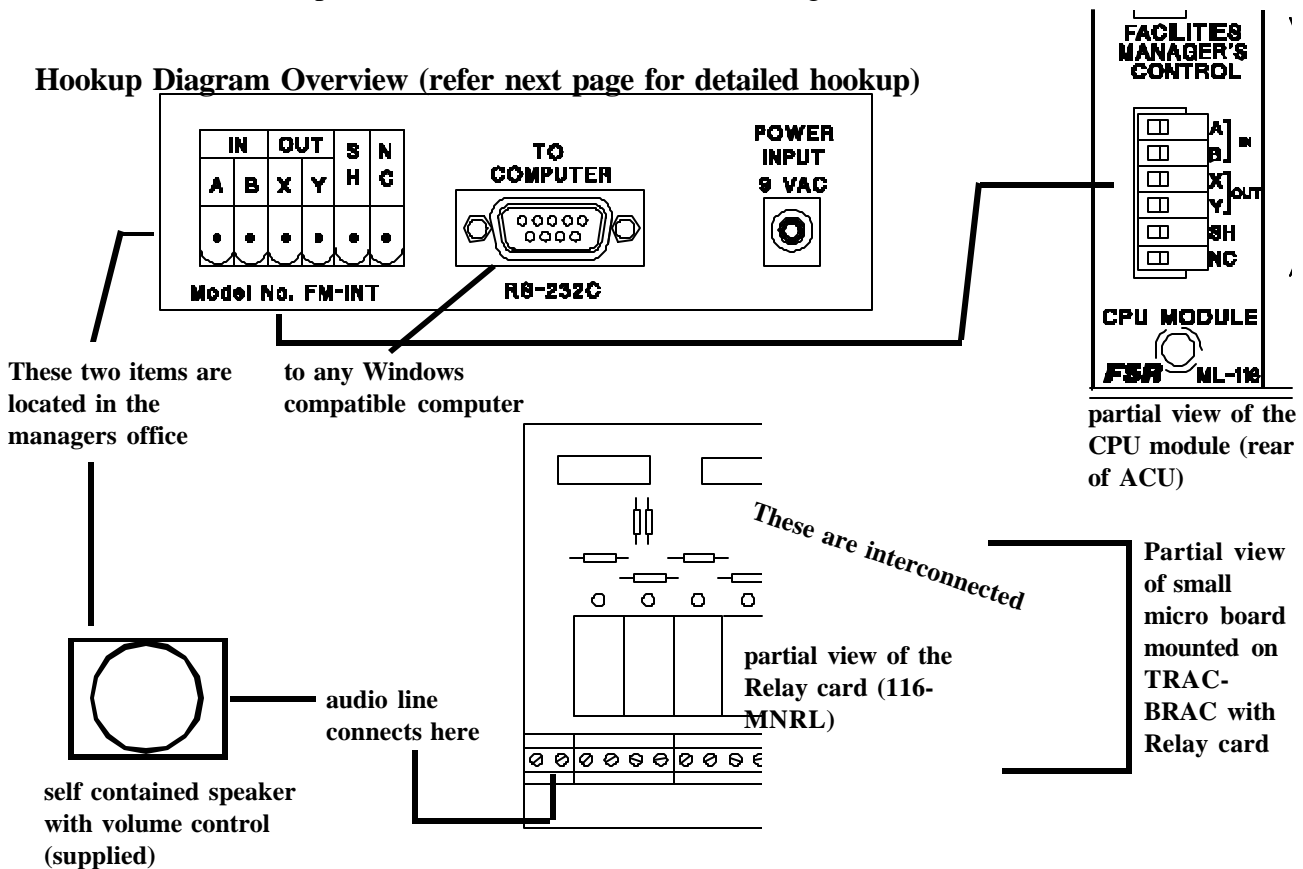 Hookup Diagram Overview (refer next page for detailed hookup)
IN OUT S H N C
A B X Y
TO
COMPUTER
POWER
INPUT
9 VAC
Model No. FM-INT
RS-232C
FACILITES
MANAGER'S
CONTROL
A
B
IN
X
Y
OUT
SH
NC
CPU MODULE
FSR ML-116
These two items are
located in the
managers office
to any Windows
compatible computer
partial view of the
CPU module (rear
of ACU)
These are interconnected
Partial view
of small
micro board
mounted on
TRAC-
BRAC with
Relay card
partial view of the
Relay card (116-
MNRL)
audio line
connects here
self contained speaker
with volume control
(supplied)